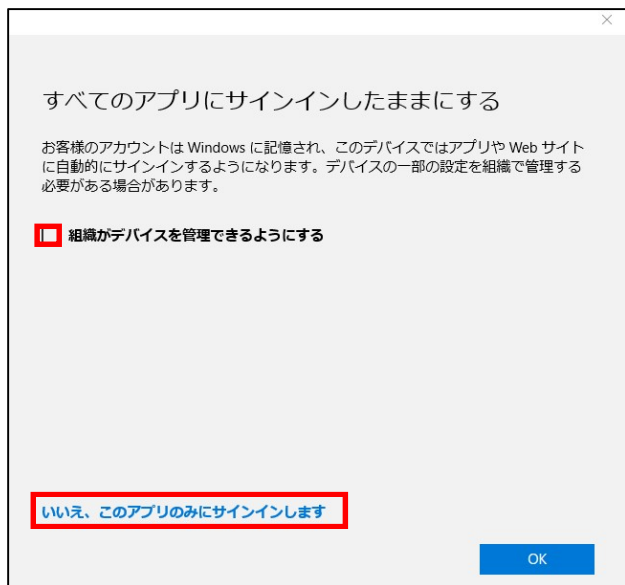 すべてのアプリにサインインしたままにする
お客様のアカウントは Windows に記憶され、このデバイスではアプリや Web サイト
に自動的にサインインするようになります。デバイスの一部の設定を組織で管理する
必要がある場合があります。
組織がデバイスを管理できるようにする
いいえ、このアプリのみにサインインします
OK